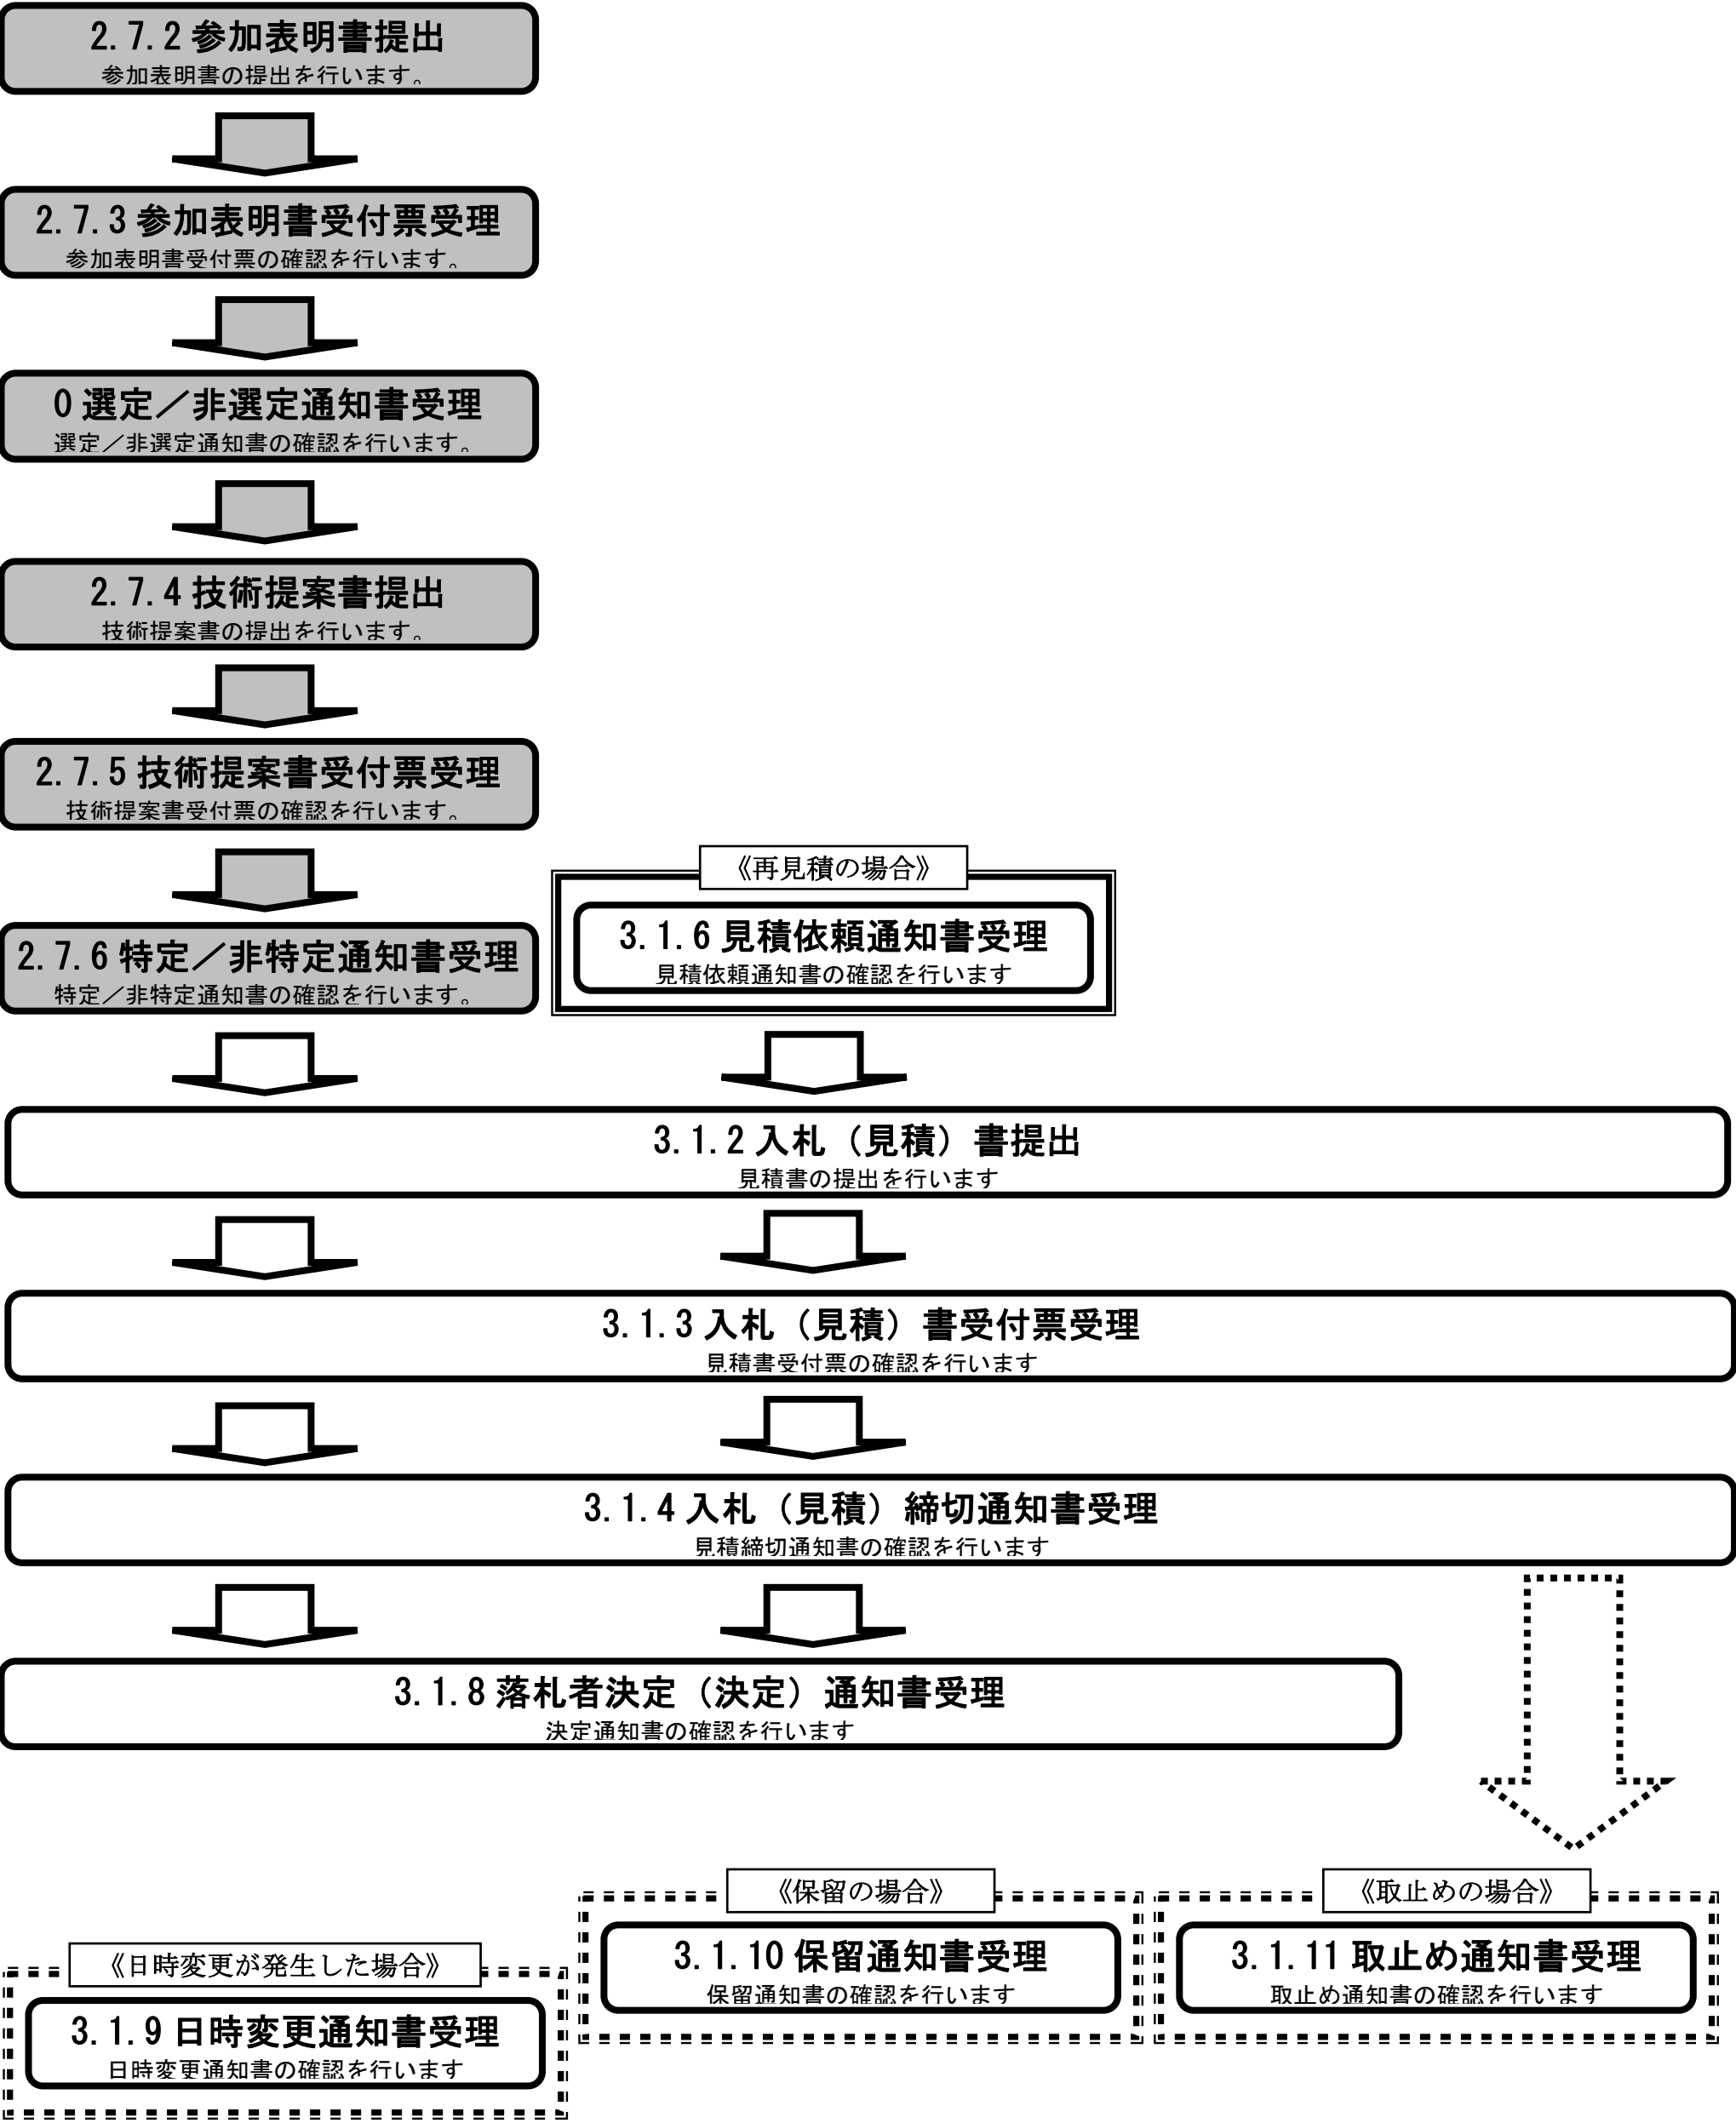 2.7.2 参加表明書提出
参加表明書の提出を行います。
2.7.3 参加表明書受付票受理
参加表明書受付票の確認を行います。
0 選定／非選定通知書受理
選定／非選定通知書の確認を行います。
2.7.4 技術提案書提出
技術提案書の提出を行います。
2.7.5 技術提案書受付票受理
技術提案書受付票の確認を行います。
2.7.6 特定／非特定通知書受理
特定／非特定通知書の確認を行います。
《再見積の場合》
3.1.6 見積依頼通知書受理
見積依頼通知書の確認を行います
3.1.2 入札（見積）書提出
見積書の提出を行います
3.1.3 入札（見積）書受付票受理
見積書受付票の確認を行います
3.1.4 入札（見積）締切通知書受理
見積締切通知書の確認を行います
3.1.8 落札者決定（決定）通知書受理
決定通知書の確認を行います
《日時変更が発生した場合》
3.1.9 日時変更通知書受理
日時変更通知書の確認を行います
《保留の場合》
3.1.10 保留通知書受理
保留通知書の確認を行います
《取止めの場合》
3.1.11 取止め通知書受理
取止め通知書の確認を行います